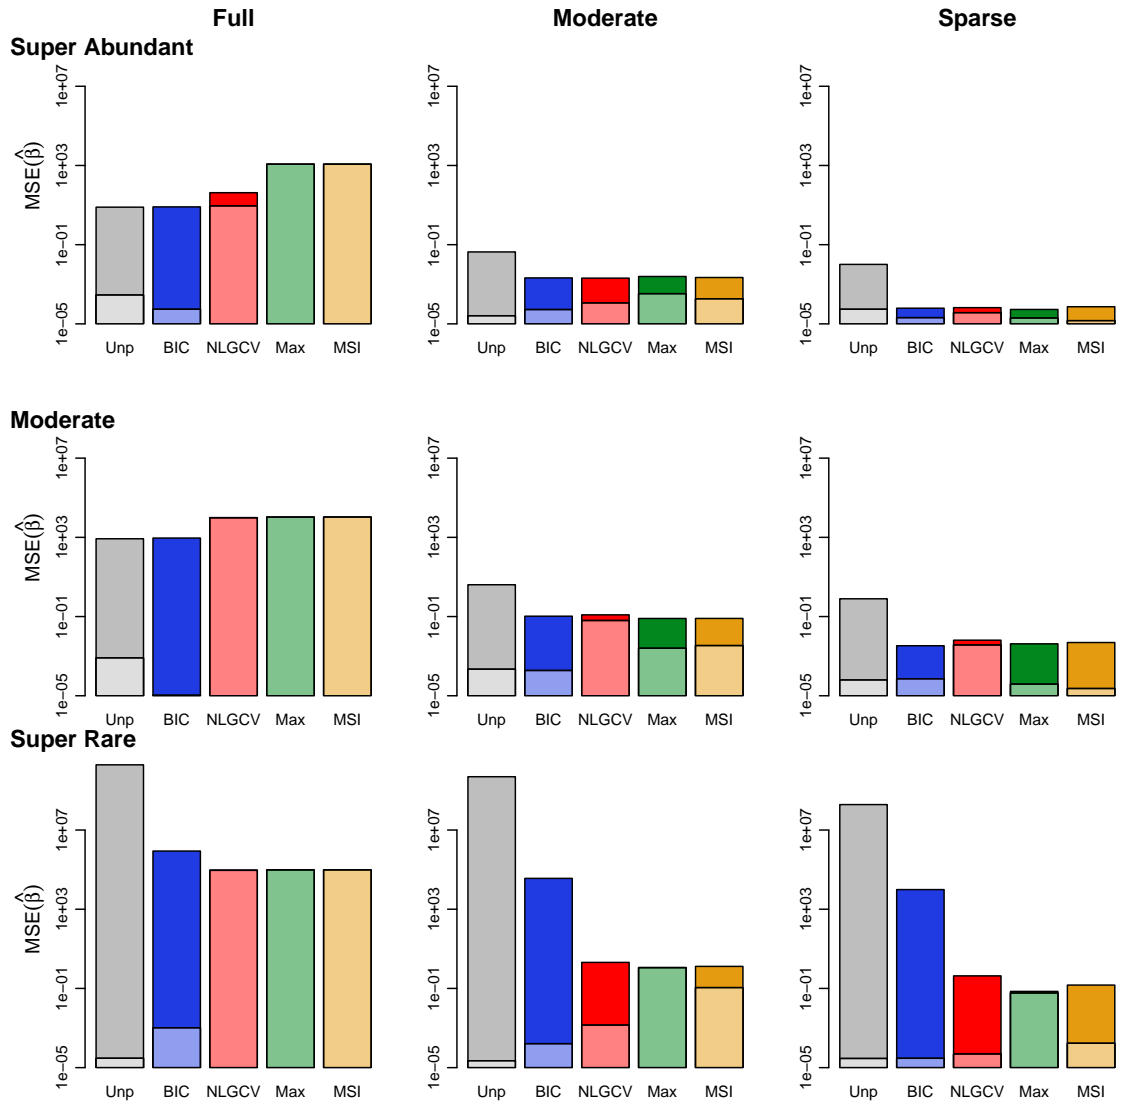 Full Moderate Sparse
Super Abundant
MSE(β̂)
1e−05 1e−01 1e+03 1e+07
Unp BIC NLGCV Max MSI
1e−05 1e−01 1e+03 1e+07
Unp BIC NLGCV Max MSI
1e−05 1e−01 1e+03 1e+07
Unp BIC NLGCV Max MSI
Moderate
MSE(β̂)
1e−05 1e−01 1e+03 1e+07
Unp BIC NLGCV Max MSI
1e−05 1e−01 1e+03 1e+07
Unp BIC NLGCV Max MSI
1e−05 1e−01 1e+03 1e+07
Unp BIC NLGCV Max MSI
Super Rare
MSE(β̂)
1e−05 1e−01 1e+03 1e+07
Unp BIC NLGCV Max MSI
1e−05 1e−01 1e+03 1e+07
Unp BIC NLGCV Max MSI
1e−05 1e−01 1e+03 1e+07
Unp BIC NLGCV Max MSI